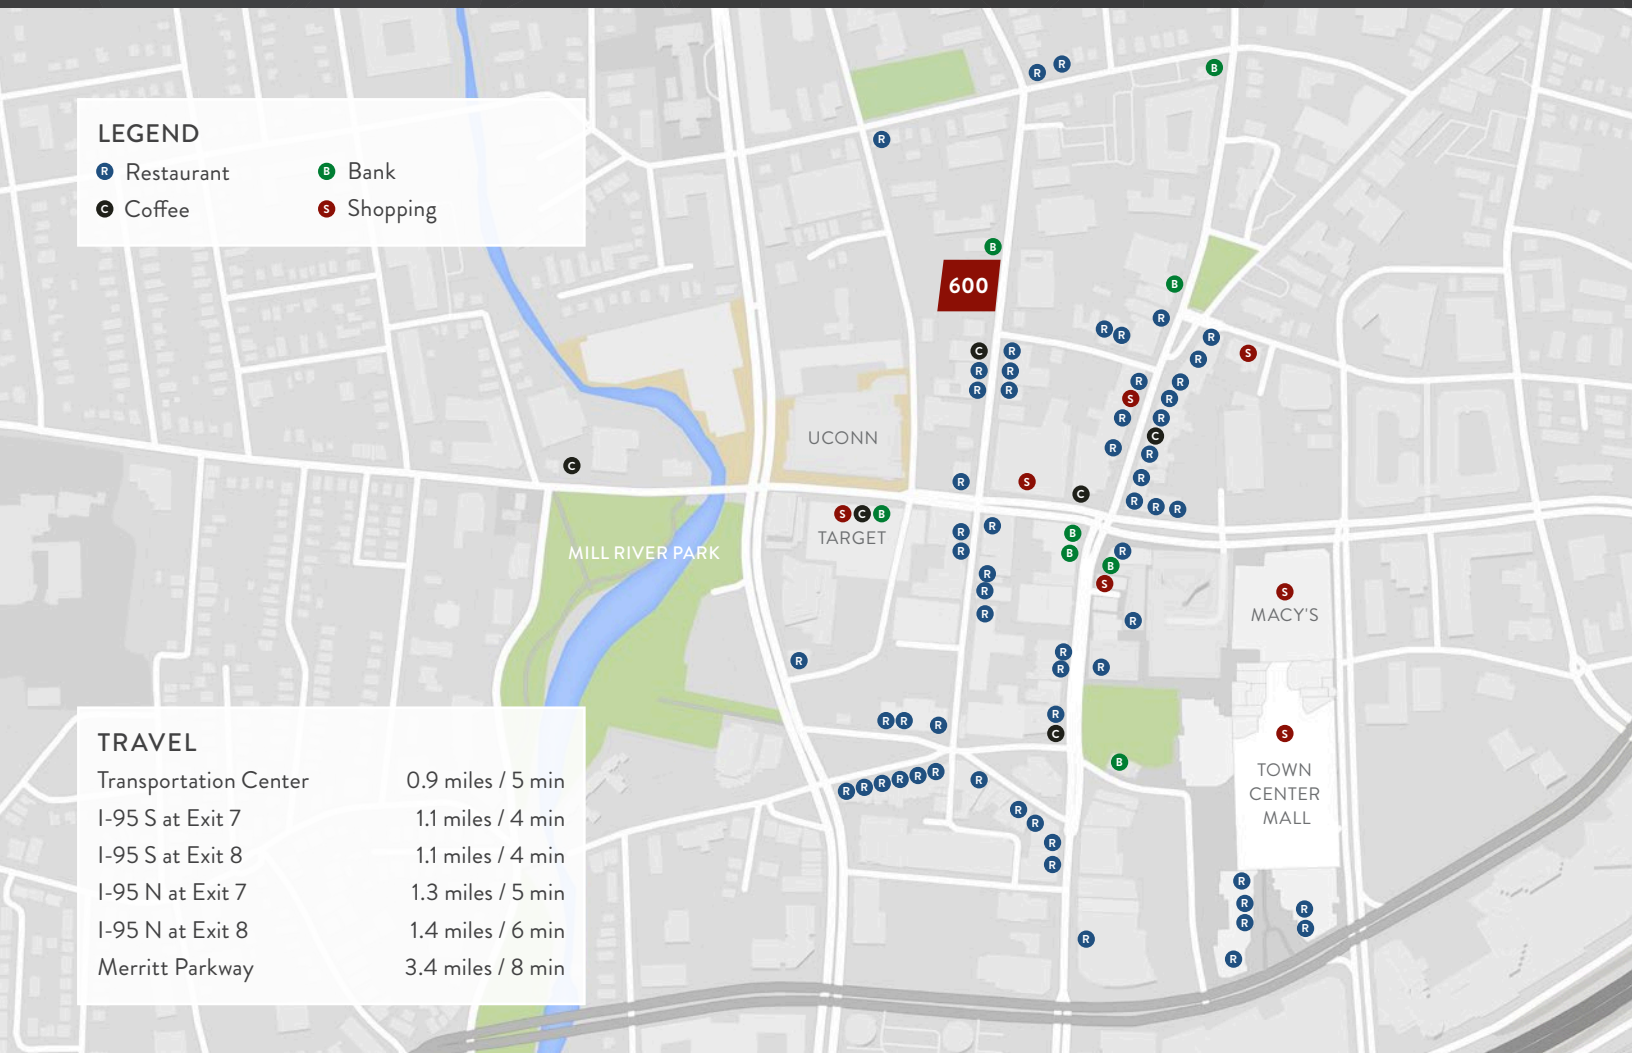 LEGEND
R Restaurant
B Bank
C Coffee
S Shopping
R R
B
R
B
600
B
R
R R
R
S
C R
R
R R
R R
R
S R
R R
R
UCONN
C
R
R
C
R
R S
C
R R R
S C B
TARGET
R R
B
MILL RIVER PARK
R
B R
B
R
S
R
S
MACY'S
R
R
R
R
R R
R
R
C
R R R
S
TOWN
CENTER
MALL
B
R R R R R R
R
R
R
R
R
R
R
R
R
R
R
R
R
TRAVEL
Transportation Center 0.9 miles / 5 min
I-95 S at Exit 7 1.1 miles / 4 min
I-95 S at Exit 8 1.1 miles / 4 min
I-95 N at Exit 7 1.3 miles / 5 min
I-95 N at Exit 8 1.4 miles / 6 min
Merritt Parkway 3.4 miles / 8 min